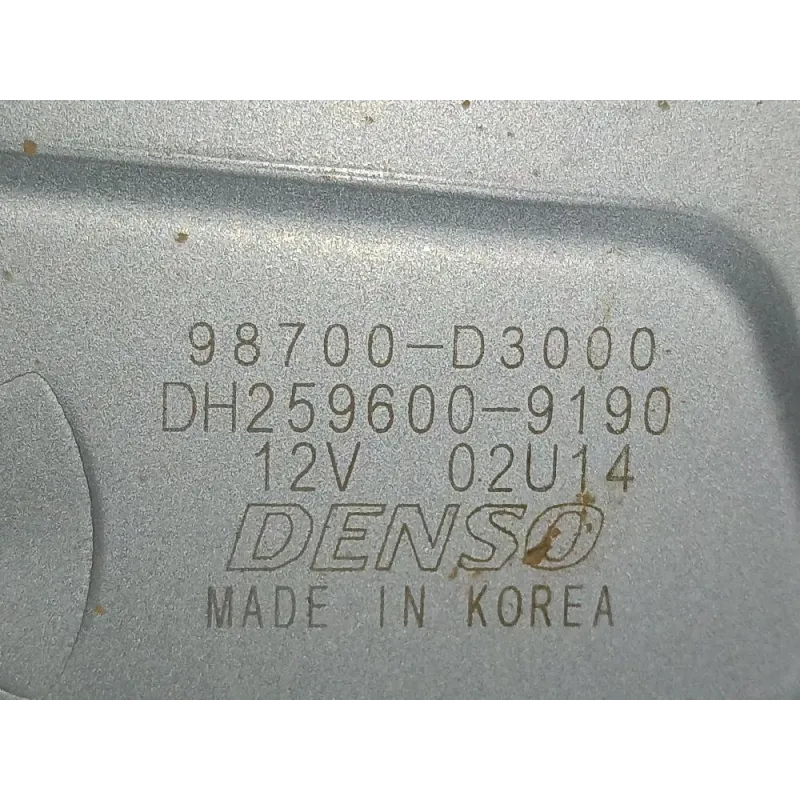 98700-D3000
DH259600-9190
12V 02U14
DENSO
MADE IN KOREA